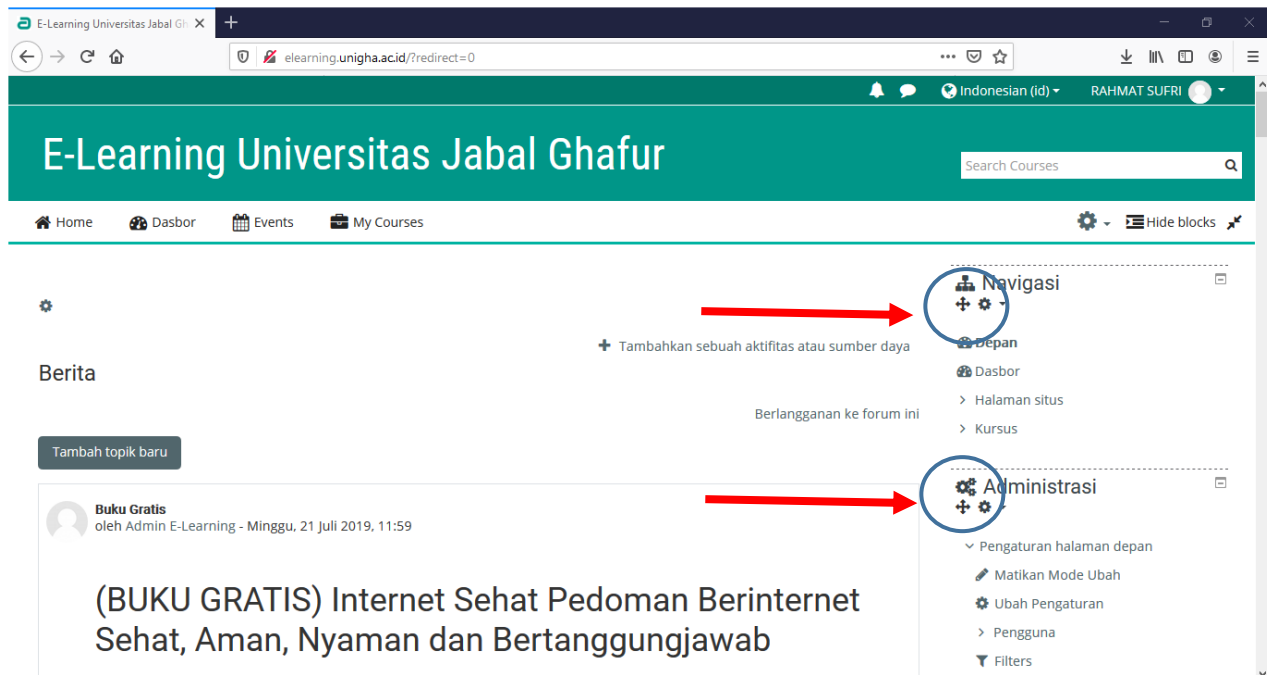 E-Learning Universitas Jabal Gh
elearning.unigha.ac.id/?redirect=0
Indonesian (id)
RAHMAT SUFRI
E-Learning Universitas Jabal Ghafur
Search Courses
Home
Dasbor
Events
My Courses
Hide blocks
Navigasi
Tambahkan sebuah aktifitas atau sumber daya
Depan
Berita
Dasbor
Halaman situs
Berlangganan ke forum ini
Kursus
Tambah topik baru
Administrasi
Buku Gratis
oleh Admin E-Learning - Minggu, 21 Juli 2019, 11:59
Pengaturan halaman depan
Matikan Mode Ubah
(BUKU GRATIS) Internet Sehat Pedoman Berinternet
Sehat, Aman, Nyaman dan Bertanggungjawab
Ubah Pengaturan
Pengguna
Filters